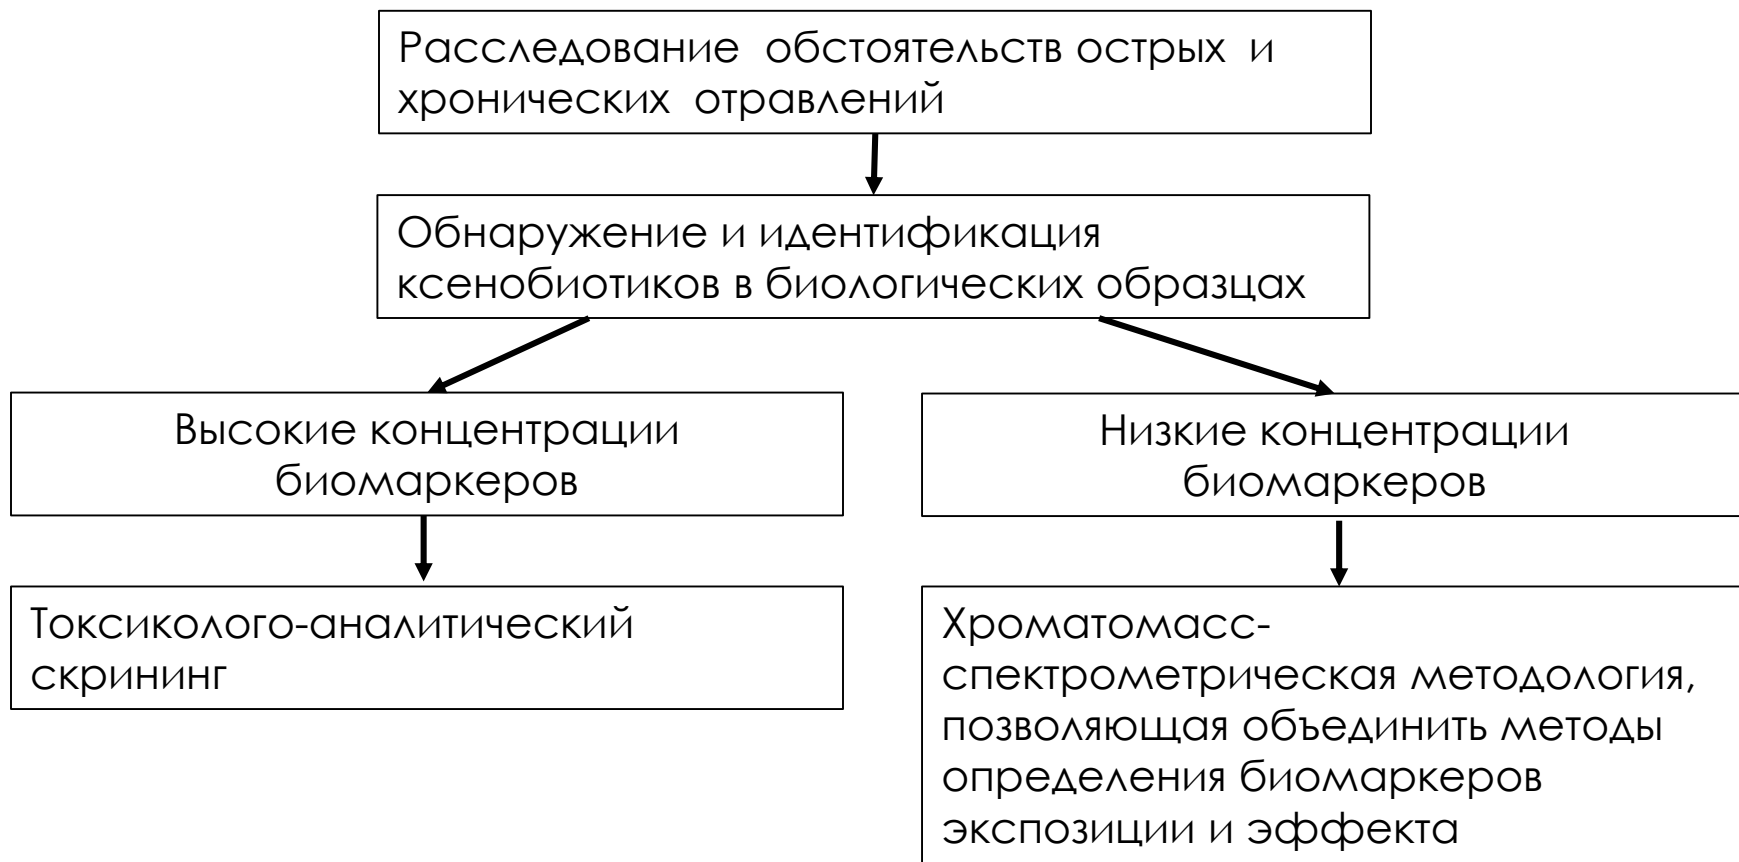 Расследование обстоятельств острых и
хронических отравлений
Обнаружение и идентификация
ксенобиотиков в биологических образцах
Высокие концентрации
биомаркеров
Низкие концентрации
биомаркеров
Токсиколого-аналитический
скрининг
Хроматомасс-
спектрометрическая методология,
позволяющая объединить методы
определения биомаркеров
экспозиции и эффекта